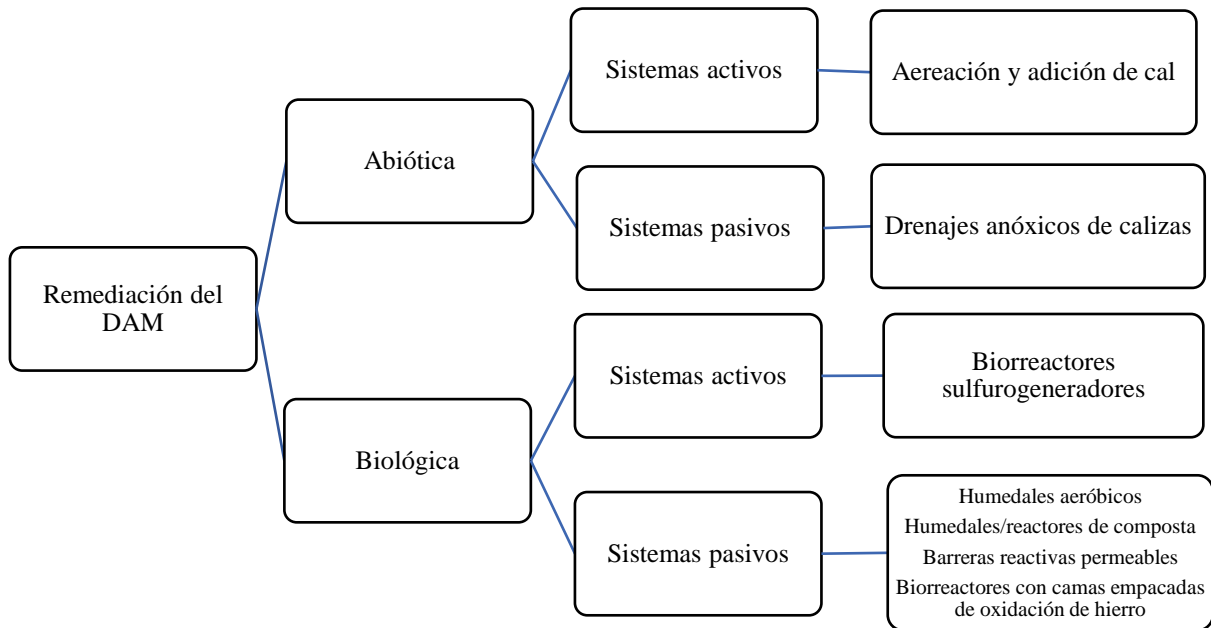 Remediación del
DAM
Abiótica
Sistemas activos
Aereación y adición de cal
Sistemas pasivos
Drenajes anóxicos de calizas
Biológica
Sistemas activos
Biorreactores
sulfurogeneradores
Sistemas pasivos
Humedales aeróbicos
Humedales/reactores de composta
Barreras reactivas permeables
Biorreactores con camas empacadas
de oxidación de hierro